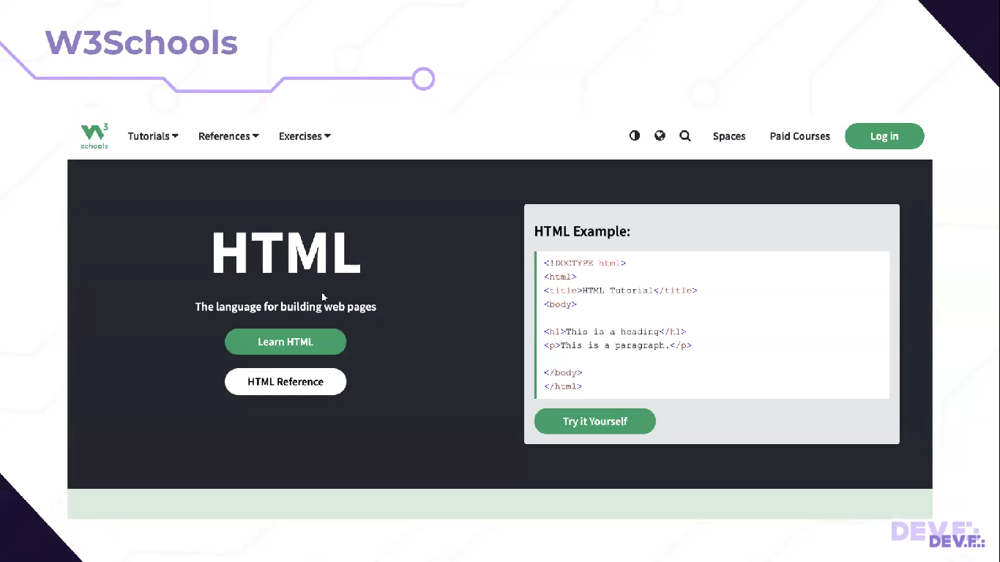 W3Schools
W3
schools
Tutorials
References
Exercises
Spaces
Paid Courses
Log in
HTML
The language for building web pages
Learn HTML
HTML Reference
HTML Example:
<!DOCTYPE html>
<html>
<title>HTML Tutorial</title>
<body>
<h1>This is a heading</h1>
<p>This is a paragraph.</p>
</body>
</html>
Try it Yourself
DEV.F.:
DEV.F.: